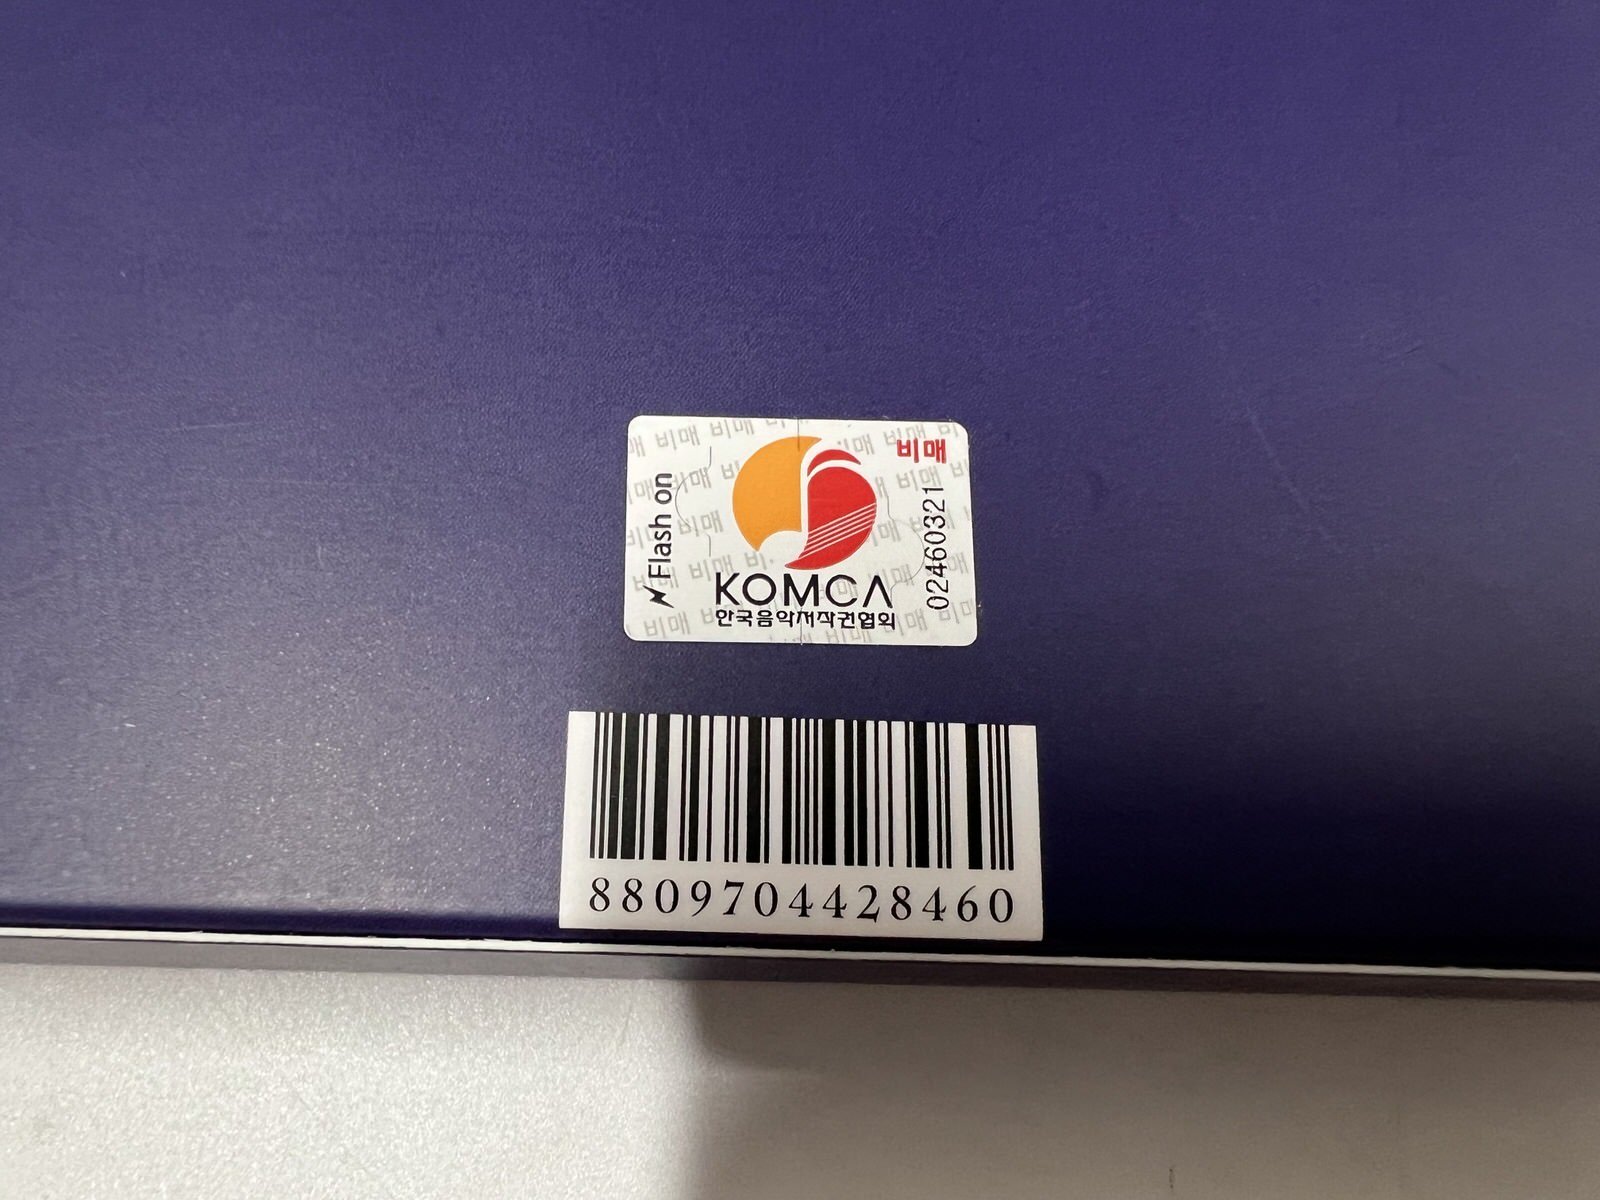 비매
Flash on
02460321
KOMCA
한국음악저작권협회
8809704428460